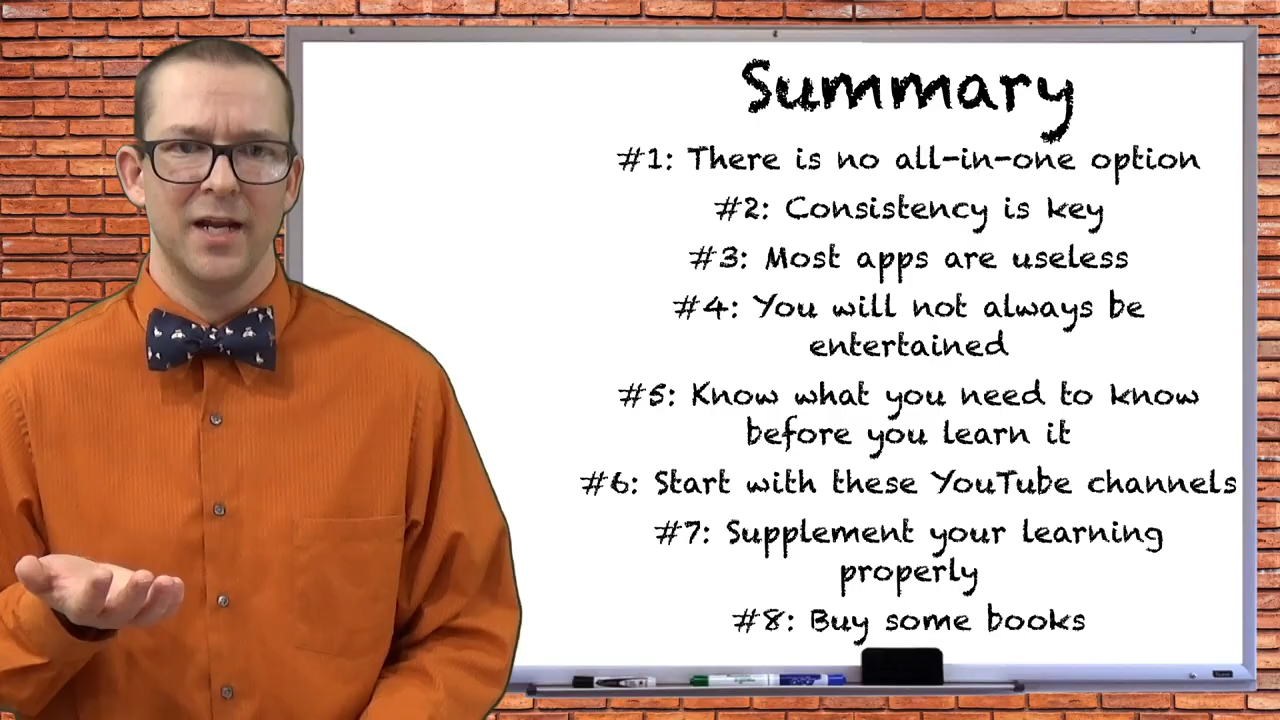 Summary
#1: There is no all-in-one option
#2: Consistency is key
#3: Most apps are useless
#4: You will not always be
entertained
#5: Know what you need to know
before you learn it
#6: Start with these YouTube channels
#7: Supplement your learning
properly
#8: Buy some books